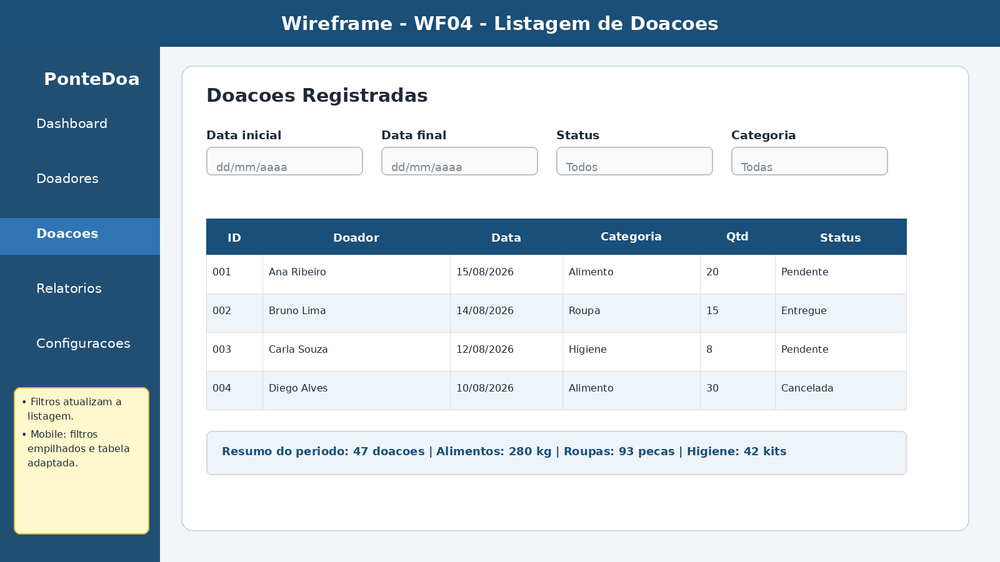 Wireframe - WF04 - Listagem de Doacoes
PonteDoa
Dashboard
Doadores
Doacoes
Relatorios
Configuracoes
• Filtros atualizam a
listagem.
• Mobile: filtros
empilhados e tabela
adaptada.
Doacoes Registradas
Data inicial Data final Status Categoria
dd/mm/aaaa dd/mm/aaaa Todos Todas
ID Doador Data Categoria Qtd Status
001 Ana Ribeiro 15/08/2026 Alimento 20 Pendente
002 Bruno Lima 14/08/2026 Roupa 15 Entregue
003 Carla Souza 12/08/2026 Higiene 8 Pendente
004 Diego Alves 10/08/2026 Alimento 30 Cancelada
Resumo do periodo: 47 doacoes | Alimentos: 280 kg | Roupas: 93 pecas | Higiene: 42 kits